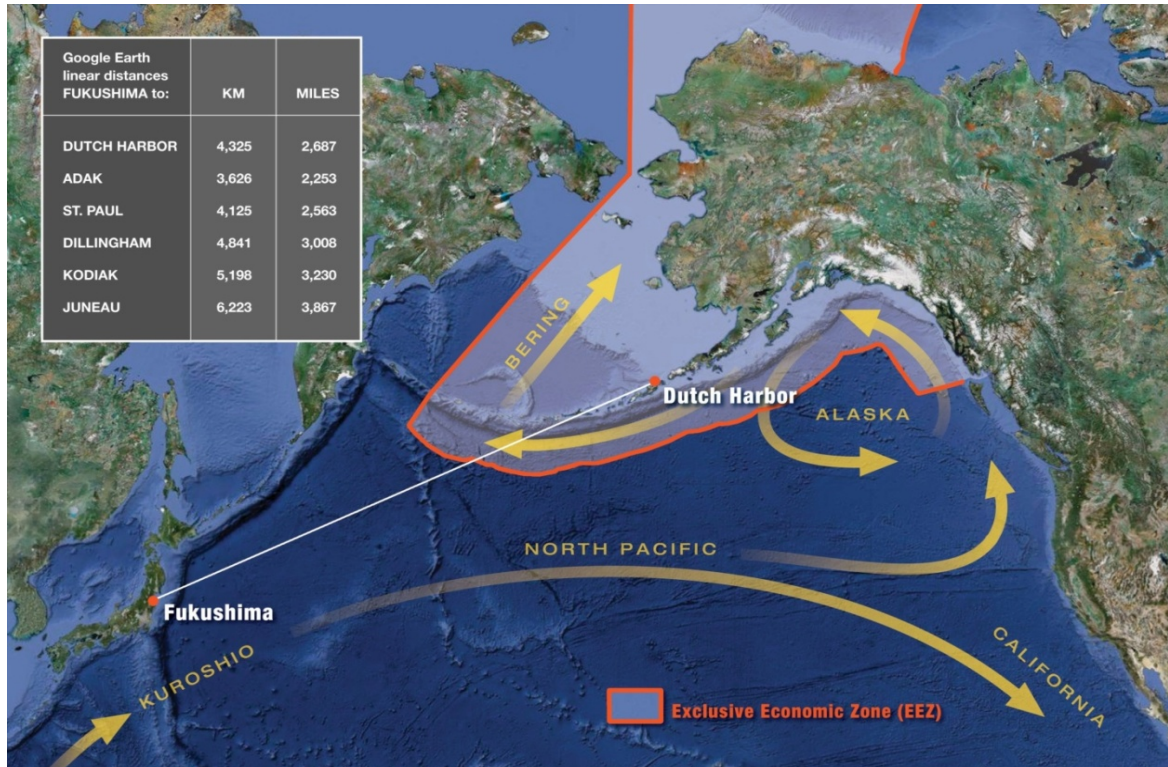 Google Earth
linear distances
FUKUSHIMA to: KM MILES
DUTCH HARBOR 4,325 2,687
ADAK 3,626 2,253
ST. PAUL 4,125 2,563
DILLINGHAM 4,841 3,008
KODIAK 5,198 3,230
JUNEAU 6,223 3,867
BERING
Dutch Harbor
ALASKA
NORTH PACIFIC
Fukushima
KUROSHIO
CALIFORNIA
Exclusive Economic Zone (EEZ)